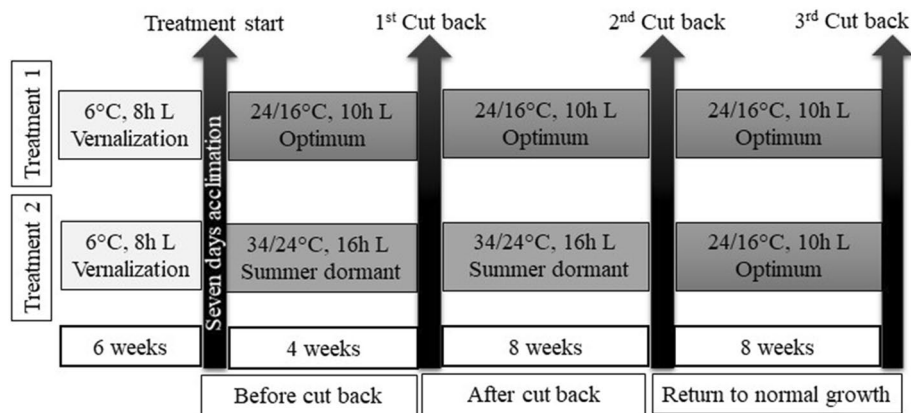 Treatment start
1st Cut back
2nd Cut back
3rd Cut back
Treatment 1
6°C, 8h L
Vernalization
Seven days acclimation
24/16°C, 10h L
Optimum
24/16°C, 10h L
Optimum
24/16°C, 10h L
Optimum
Treatment 2
6°C, 8h L
Vernalization
34/24°C, 16h L
Summer dormant
34/24°C, 16h L
Summer dormant
24/16°C, 10h L
Optimum
6 weeks
4 weeks
8 weeks
8 weeks
Before cut back
After cut back
Return to normal growth